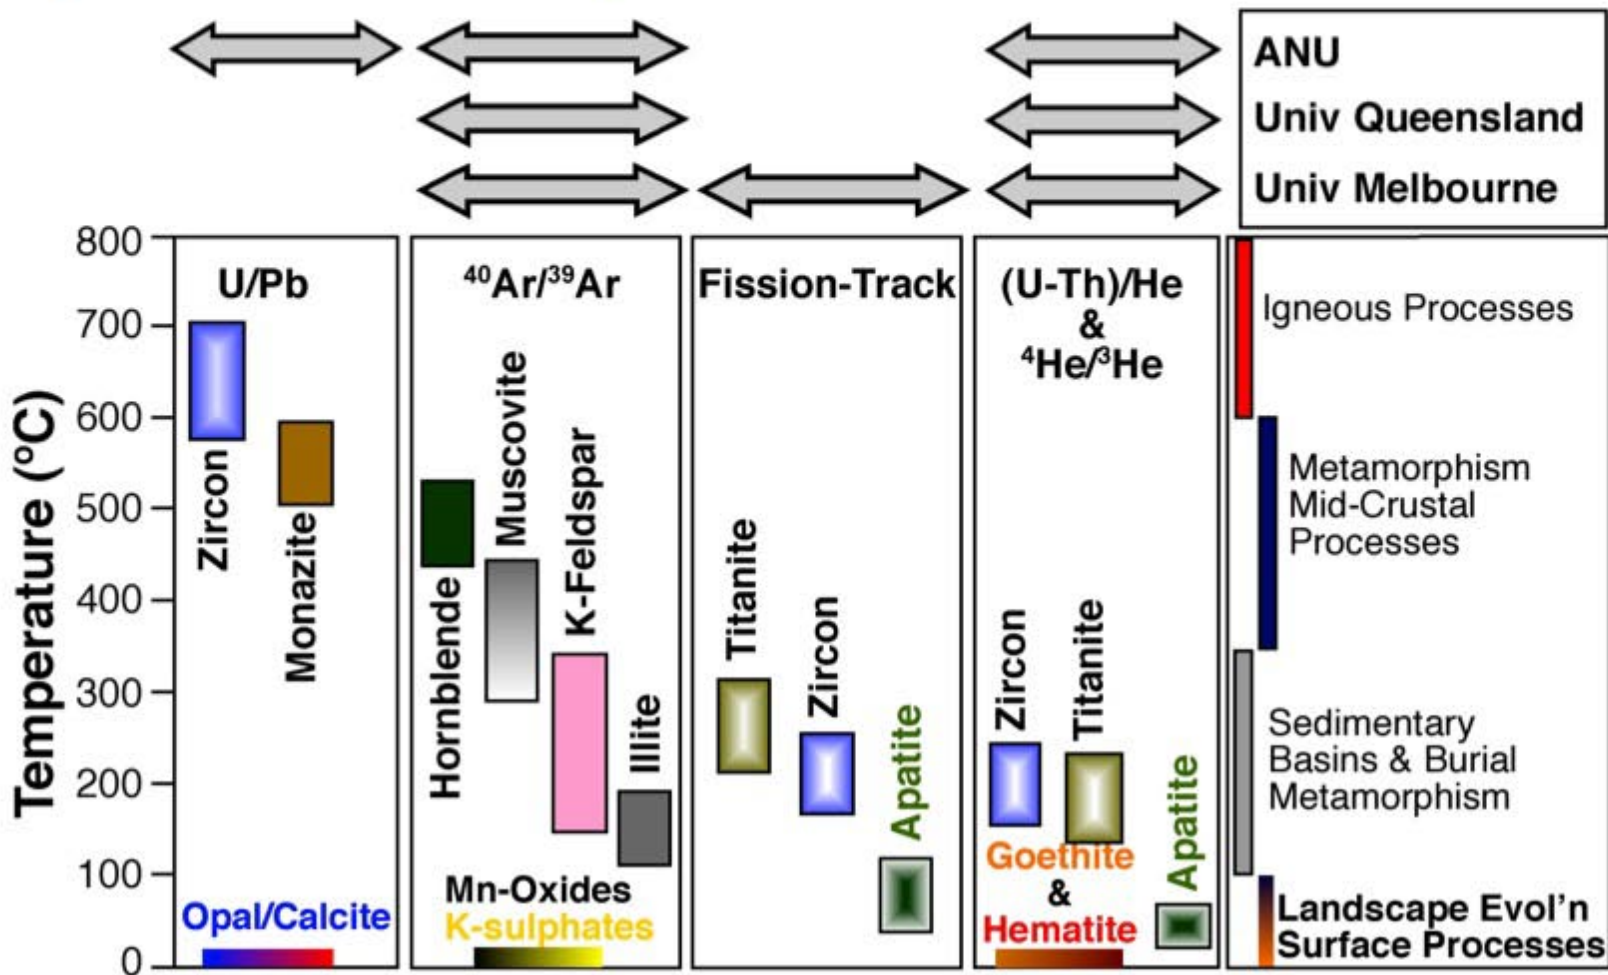 ANU
Univ Queensland
Univ Melbourne
Temperature (ºC)
800
700
600
500
400
300
200
100
0
U/Pb
Zircon
Monazite
Opal/Calcite
⁴⁰Ar/³⁹Ar
Hornblende
Muscovite
K-Feldspar
Illite
Mn-Oxides
K-sulphates
Fission-Track
Titanite
Zircon
Apatite
(U-Th)/He
&
⁴He/³He
Zircon
Titanite
Apatite
Goethite
&
Hematite
Igneous Processes
Metamorphism
Mid-Crustal
Processes
Sedimentary
Basins & Burial
Metamorphism
Landscape Evol'n
Surface Processes